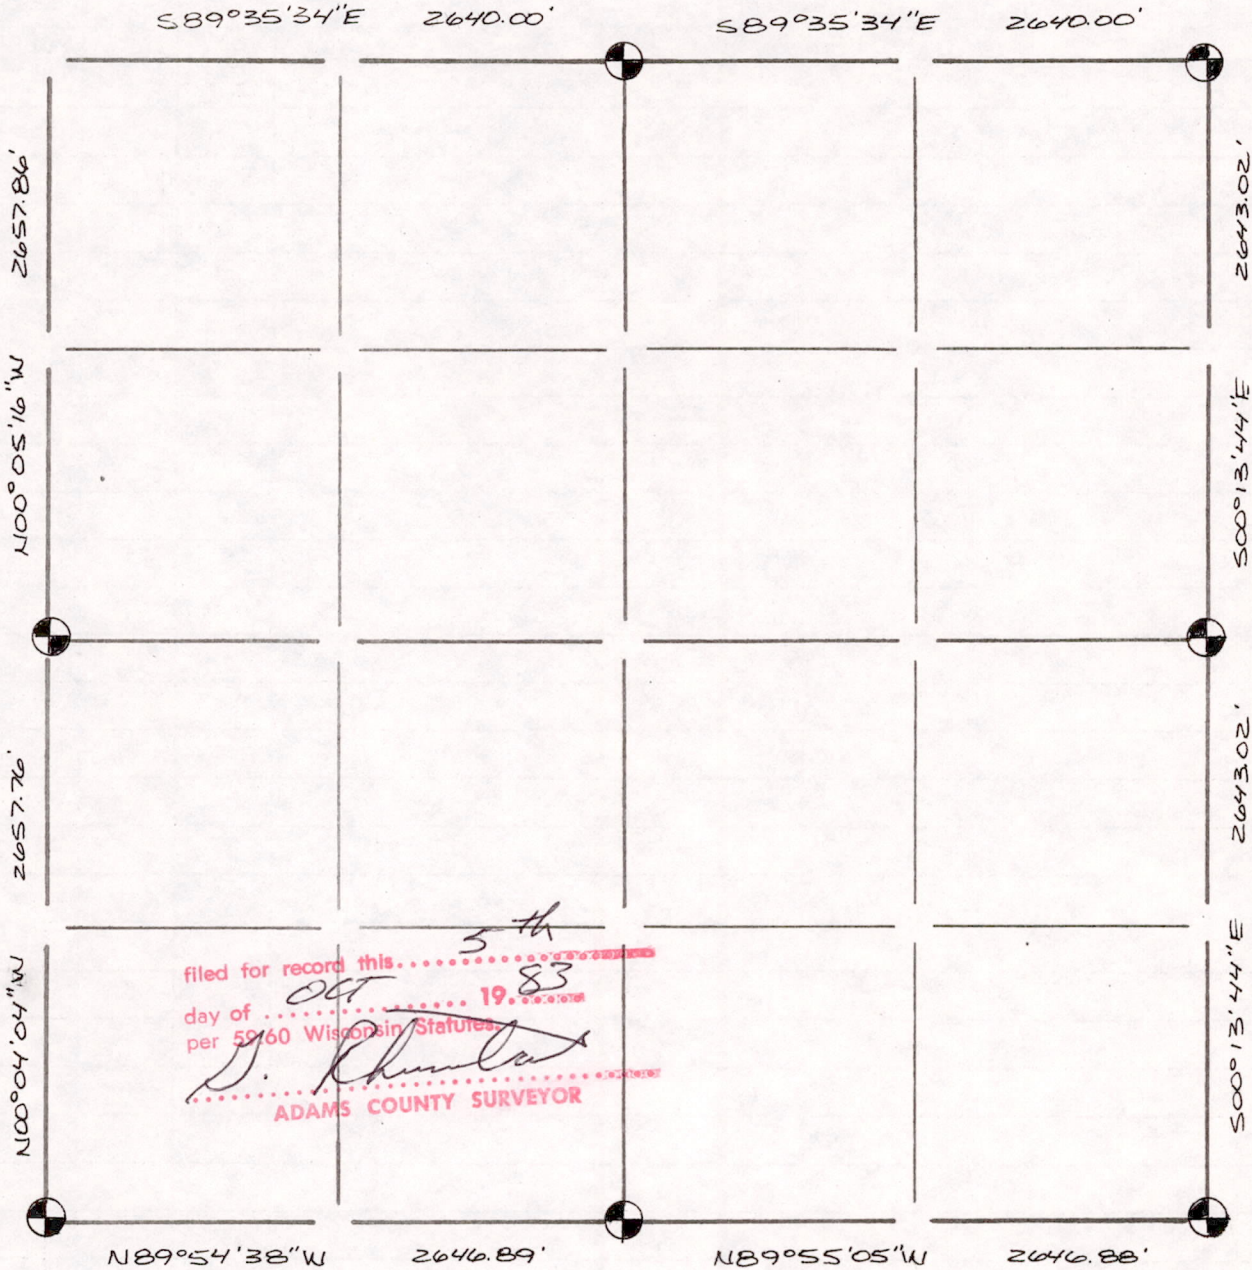 S89°35'34"E 2640.00' S89°35'34"E 2640.00'
2657.86'
N00°05'16"W
2643.02'
S00°13'44"E
2657.76'
N00°04'04"W
2643.02'
S00°13'44"E
filed for record this 5th
day of OCT 1983
per 59.60 Wisconsin Statutes.
ADAMS COUNTY SURVEYOR
N89°54'38"W 2646.89' N89°55'05"W 2646.88'